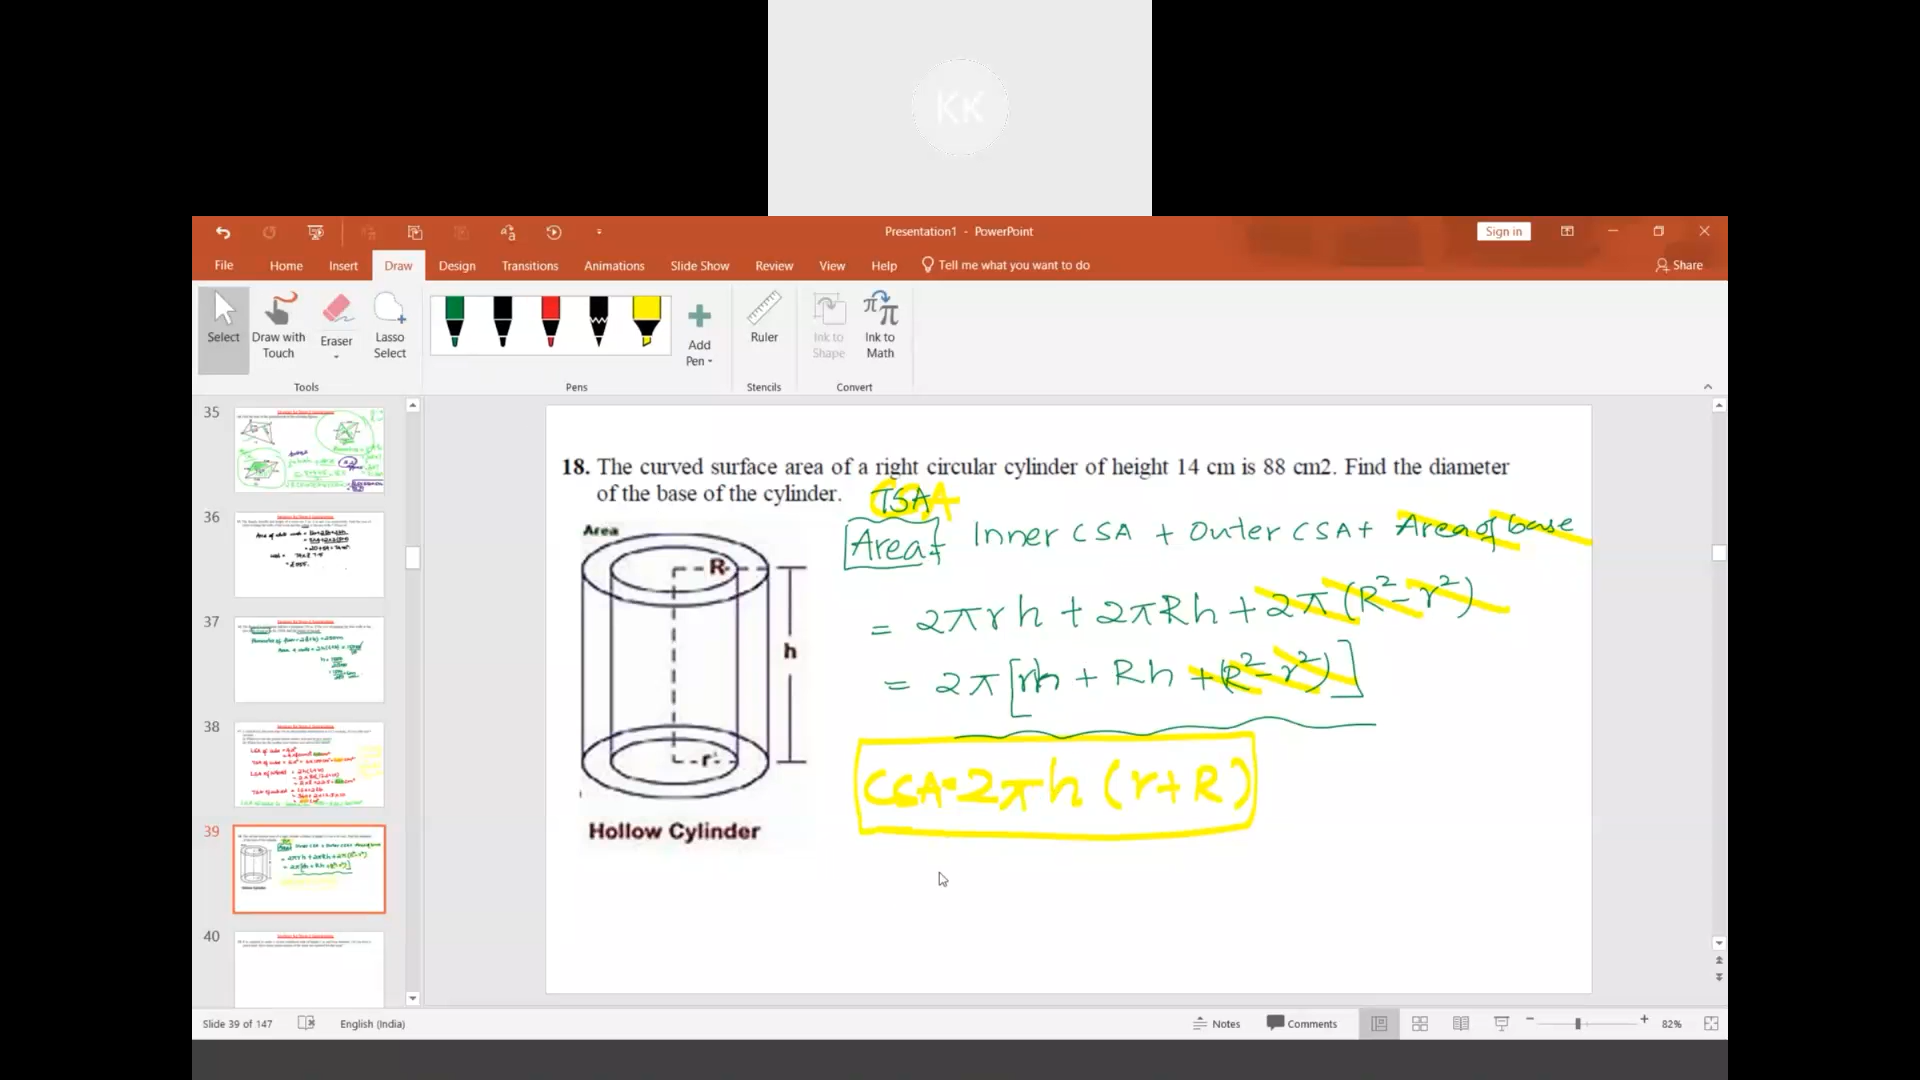 KK
Presentation1 - PowerPoint
Sign in
File Home Insert Draw Design Transitions Animations Slide Show Review View Help Tell me what you want to do Share
Select
Draw with Touch
Eraser
Lasso Select
Add Pen
Ruler
Ink to Shape
Ink to Math
Tools Pens Stencils Convert
35
36
37
38
39
40
18. The curved surface area of a right circular cylinder of height 14 cm is 88 cm2. Find the diameter
of the base of the cylinder.
TSA
Area = Inner CSA + Outer CSA + Area of base
= 2πrh + 2πRh + 2π(R²-r²)
= 2π[rh + Rh + (R²-r²)]
CSA = 2πh (r+R)
Area
R
h
r
Hollow Cylinder
Slide 39 of 147 English (India) Notes Comments 82%